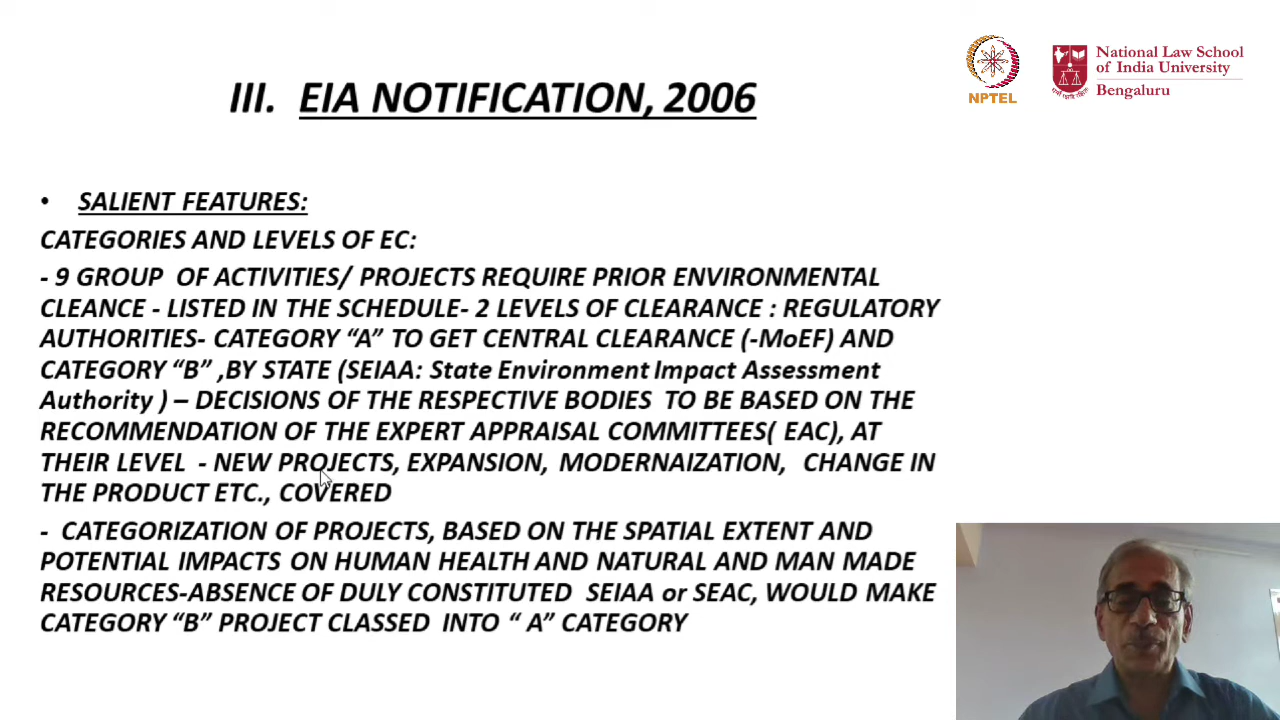 III. EIA NOTIFICATION, 2006
NPTEL
National Law School
of India University
Bengaluru
• SALIENT FEATURES:
CATEGORIES AND LEVELS OF EC:
- 9 GROUP OF ACTIVITIES/ PROJECTS REQUIRE PRIOR ENVIRONMENTAL
CLEANCE - LISTED IN THE SCHEDULE- 2 LEVELS OF CLEARANCE : REGULATORY
AUTHORITIES- CATEGORY “A” TO GET CENTRAL CLEARANCE (-MoEF) AND
CATEGORY “B” ,BY STATE (SEIAA: State Environment Impact Assessment
Authority ) – DECISIONS OF THE RESPECTIVE BODIES TO BE BASED ON THE
RECOMMENDATION OF THE EXPERT APPRAISAL COMMITTEES( EAC), AT
THEIR LEVEL - NEW PROJECTS, EXPANSION, MODERNAIZATION, CHANGE IN
THE PRODUCT ETC., COVERED
- CATEGORIZATION OF PROJECTS, BASED ON THE SPATIAL EXTENT AND
POTENTIAL IMPACTS ON HUMAN HEALTH AND NATURAL AND MAN MADE
RESOURCES-ABSENCE OF DULY CONSTITUTED SEIAA or SEAC, WOULD MAKE
CATEGORY “B” PROJECT CLASSED INTO “ A” CATEGORY